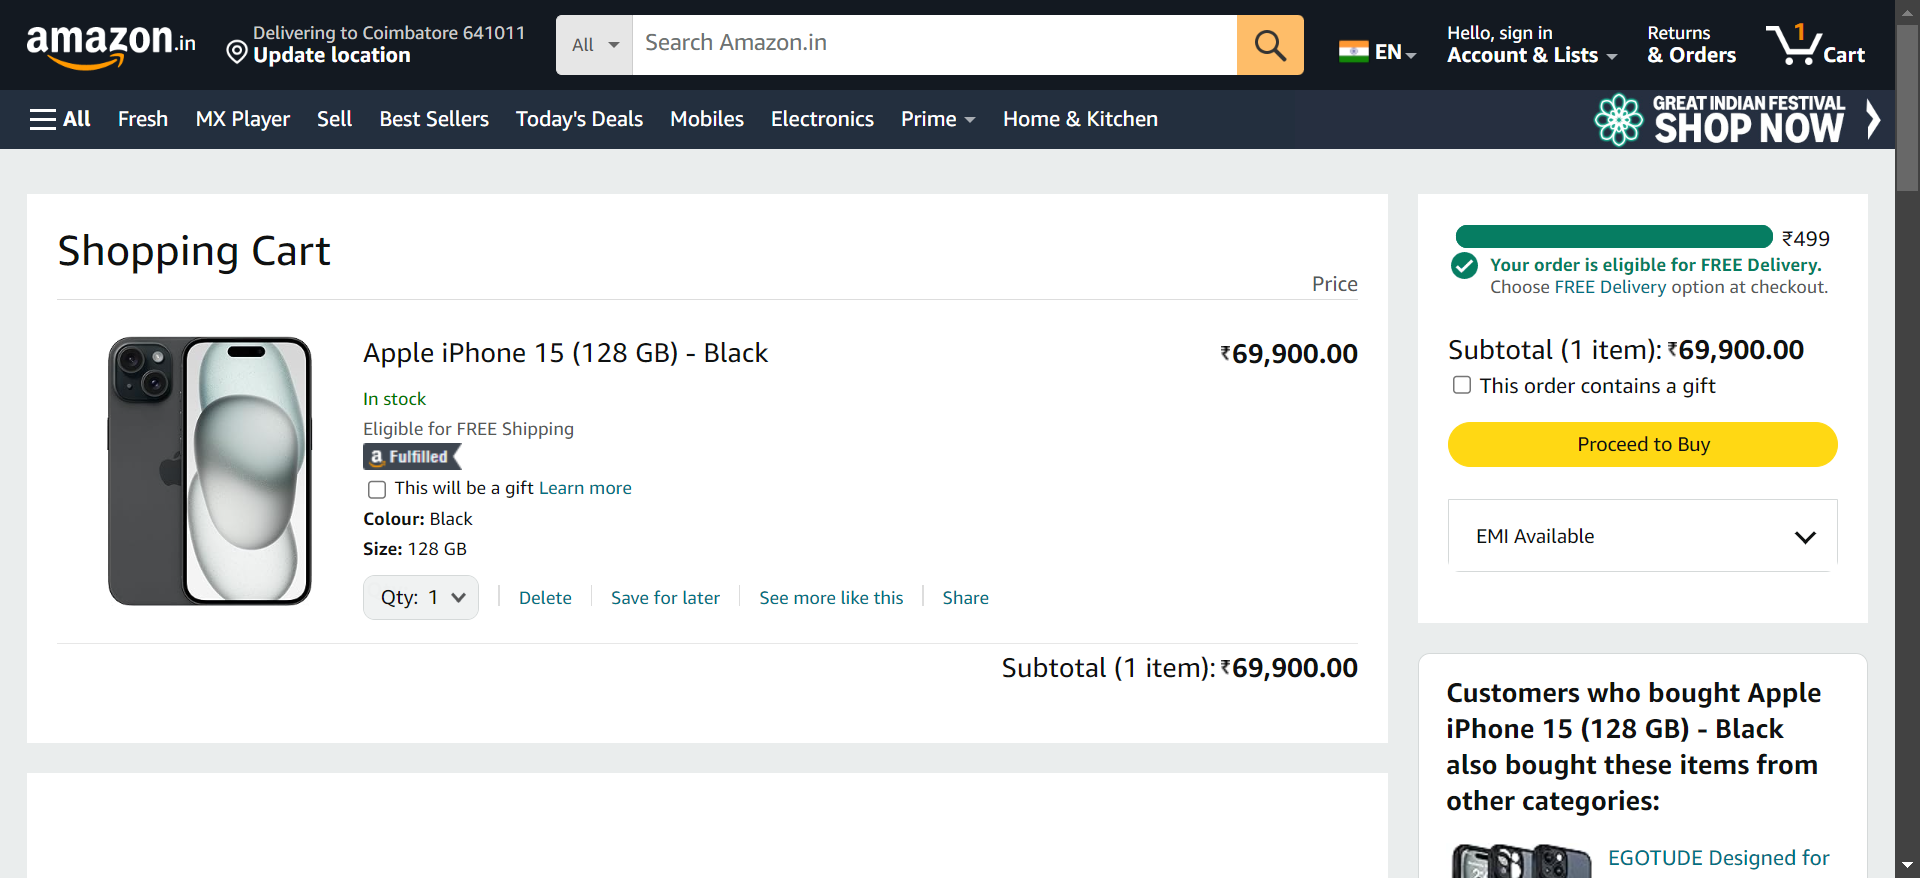 amazon.in
Delivering to Coimbatore 641011
Update location
All
Search Amazon.in
EN
Hello, sign in
Account & Lists
Returns
& Orders
1
Cart
All
Fresh
MX Player
Sell
Best Sellers
Today's Deals
Mobiles
Electronics
Prime
Home & Kitchen
GREAT INDIAN FESTIVAL
SHOP NOW
Shopping Cart
Price
Apple iPhone 15 (128 GB) - Black
₹69,900.00
In stock
Eligible for FREE Shipping
a Fulfilled
This will be a gift Learn more
Colour: Black
Size: 128 GB
Qty: 1
Delete
Save for later
See more like this
Share
Subtotal (1 item): ₹69,900.00
₹499
Your order is eligible for FREE Delivery.
Choose FREE Delivery option at checkout.
Subtotal (1 item): ₹69,900.00
This order contains a gift
Proceed to Buy
EMI Available
Customers who bought Apple
iPhone 15 (128 GB) - Black
also bought these items from
other categories:
EGOTUDE Designed for